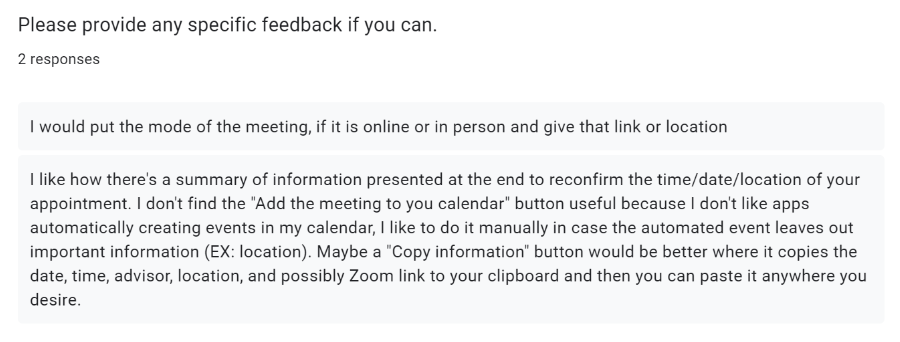 Please provide any specific feedback if you can.
2 responses
I would put the mode of the meeting, if it is online or in person and give that link or location
I like how there's a summary of information presented at the end to reconfirm the time/date/location of your
appointment. I don't find the "Add the meeting to you calendar" button useful because I don't like apps
automatically creating events in my calendar, I like to do it manually in case the automated event leaves out
important information (EX: location). Maybe a "Copy information" button would be better where it copies the
date, time, advisor, location, and possibly Zoom link to your clipboard and then you can paste it anywhere you
desire.